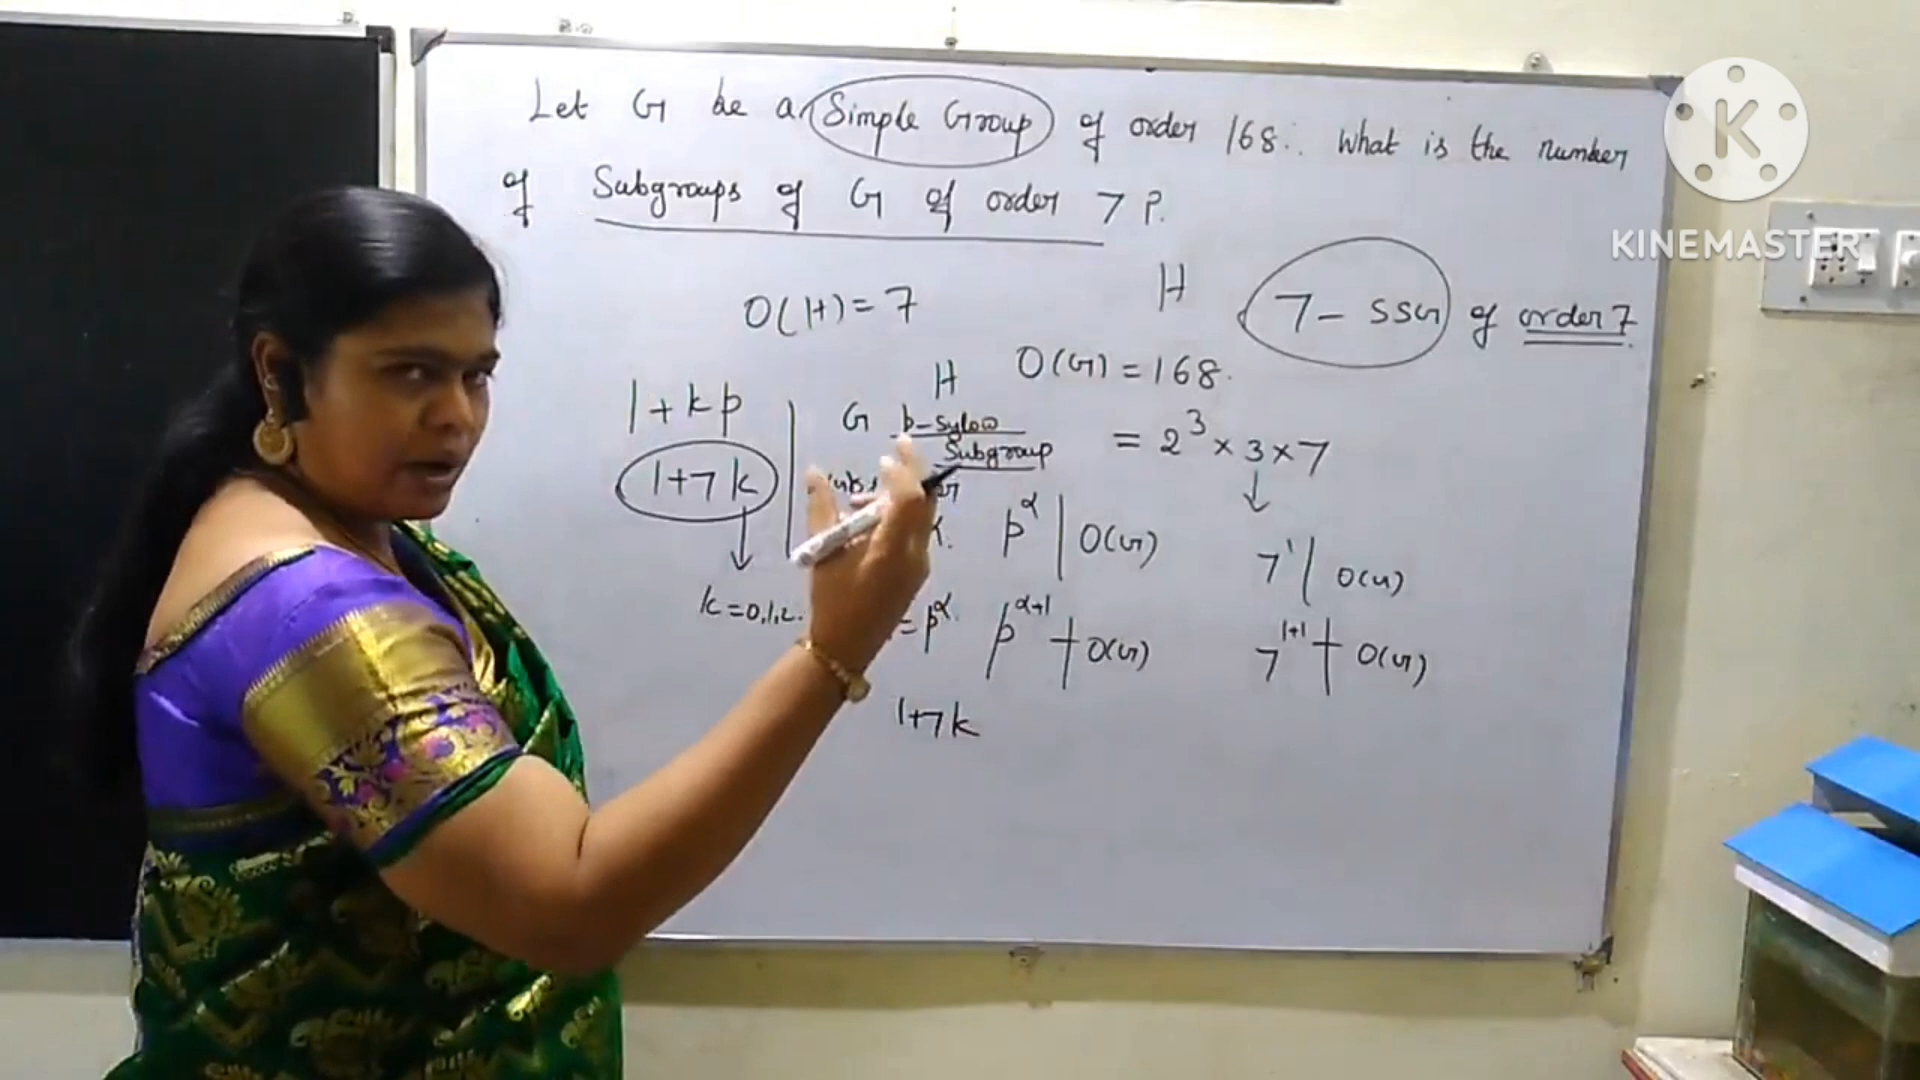 Let G be a Simple Group of order 168. What is the number
of Subgroups of G of order 7 ?
K
KINEMASTER
O(H) = 7
H
7 - SSG of order 7
H
O(G) = 168.
1 + kp
G p-sylow
Subgroup
= 2³ × 3 × 7
1+7k
p^α | O(G)
7¹ | O(G)
k = 0,1,2.
= p^α.
p^α+1 ∤ O(G)
7^1+1 ∤ O(G)
1+7k